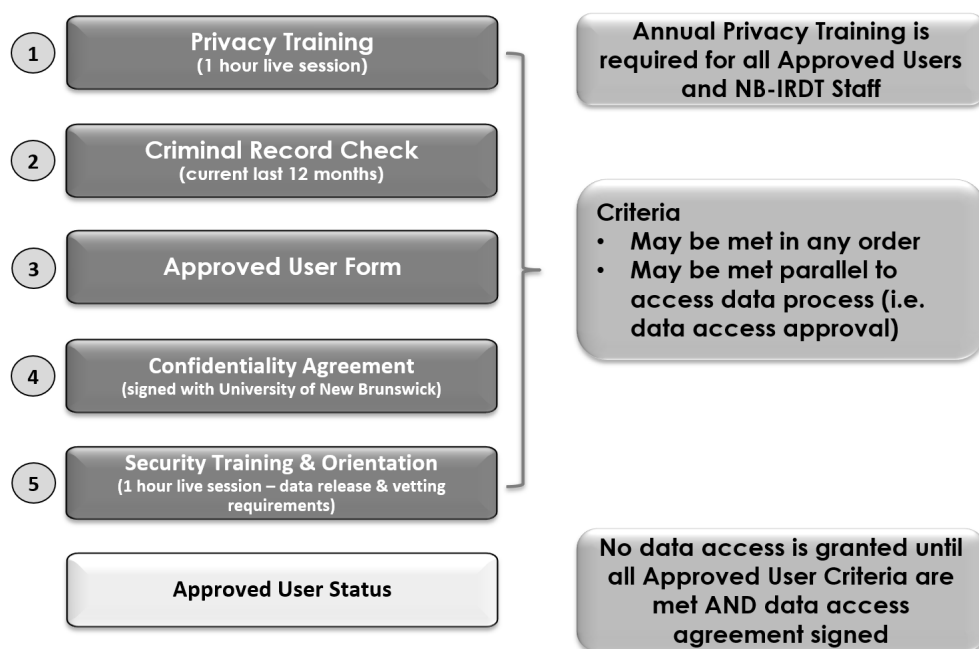 1
Privacy Training
(1 hour live session)
2
Criminal Record Check
(current last 12 months)
3
Approved User Form
4
Confidentiality Agreement
(signed with University of New Brunswick)
5
Security Training & Orientation
(1 hour live session – data release & vetting
requirements)
Approved User Status
Annual Privacy Training is
required for all Approved Users
and NB-IRDT Staff
Criteria
• May be met in any order
• May be met parallel to
access data process (i.e.
data access approval)
No data access is granted until
all Approved User Criteria are
met AND data access
agreement signed